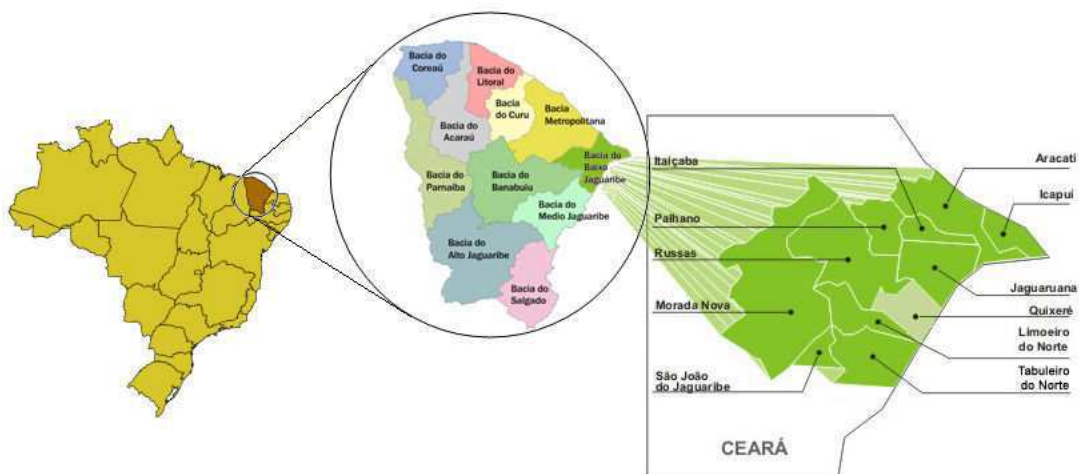 Bacia do
Coreaú
Bacia do
Litoral
Bacia
do Curu
Bacia
Metropolitana
Bacia do
Acaraú
Bacia do
Baixo
Jaguaribe
Bacia do
Parnaíba
Bacia do
Banabuiu
Bacia do
Medio Jaguaribe
Bacia do
Alto Jaguaribe
Bacia do
Salgado
Itaiçaba
Aracati
Icapuí
Palhano
Russas
Jaguaruana
Morada Nova
Quixeré
Limoeiro
do Norte
São João
do Jaguaribe
Tabuleiro
do Norte
CEARÁ